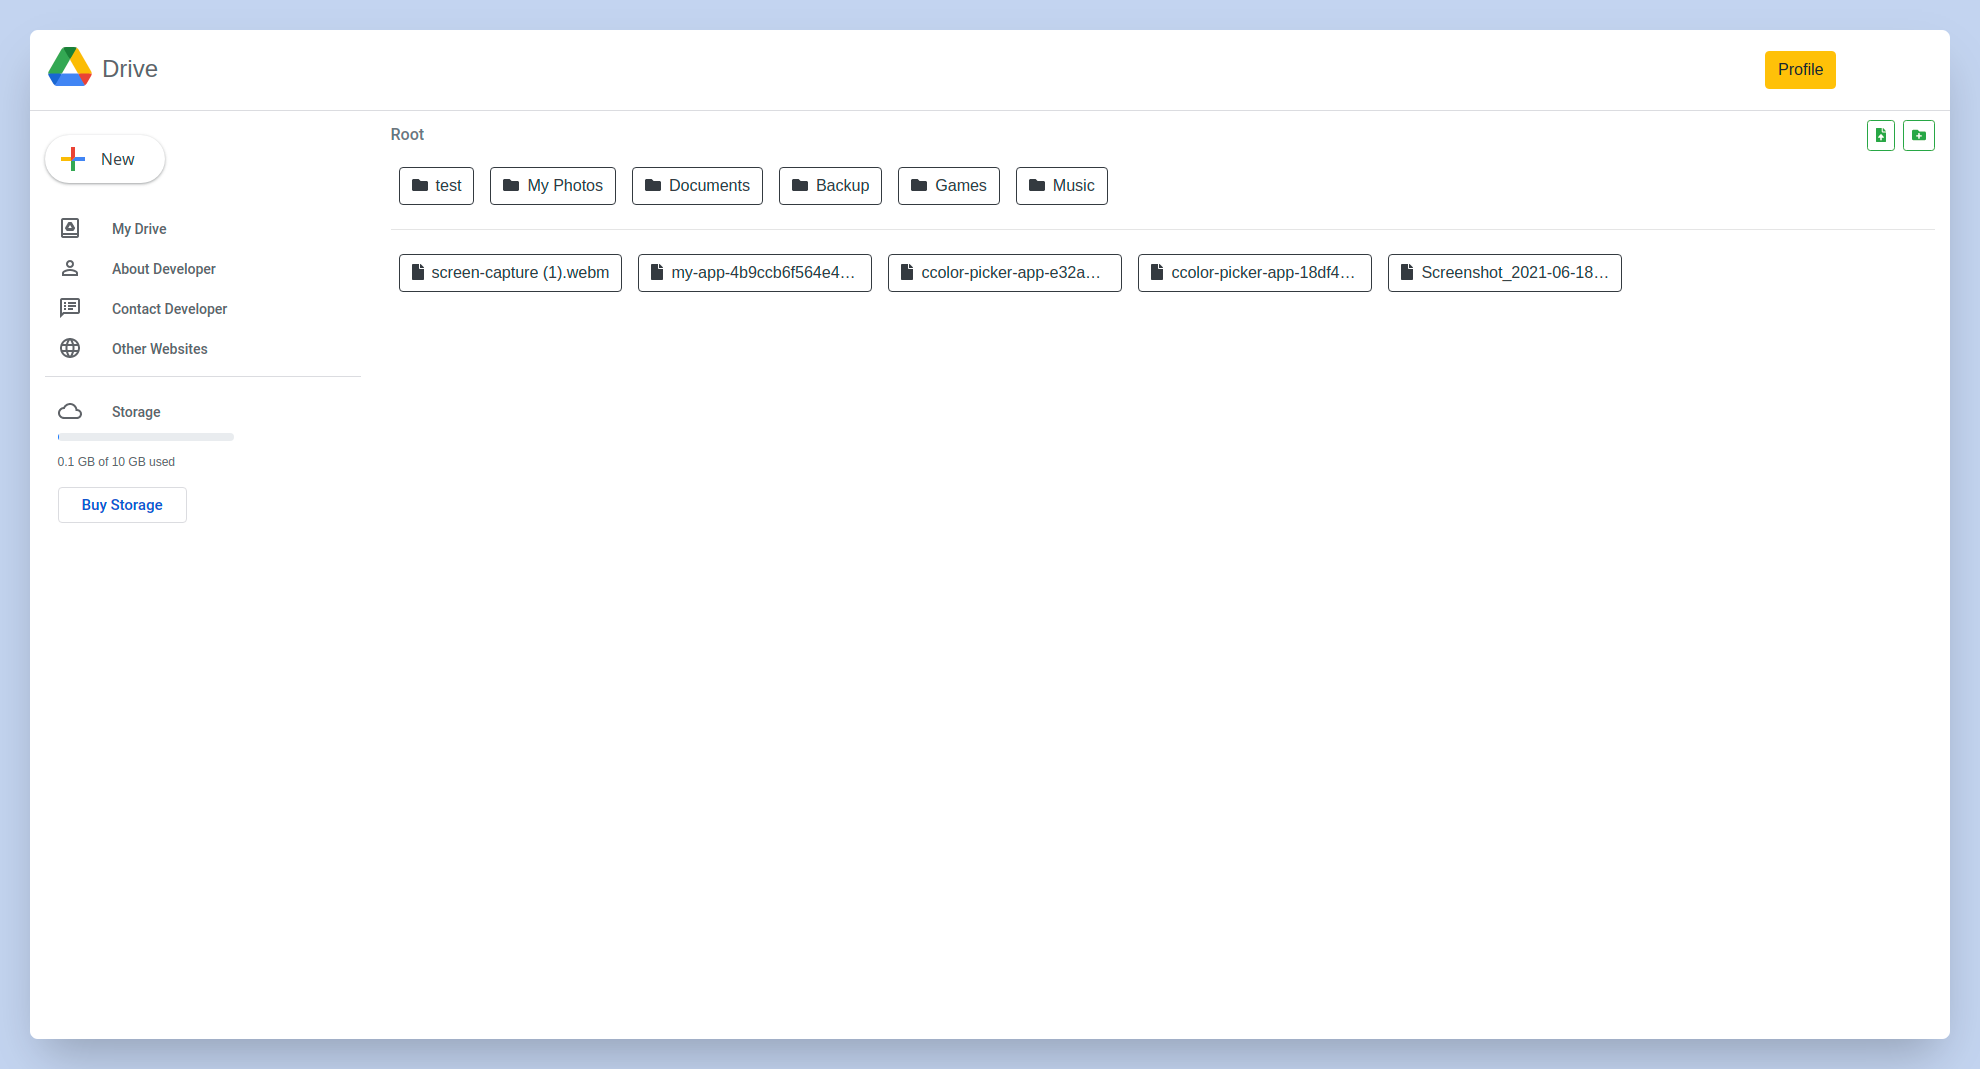 Drive
Profile
New
My Drive
About Developer
Contact Developer
Other Websites
Storage
0.1 GB of 10 GB used
Buy Storage
Root
test My Photos Documents Backup Games Music
screen-capture (1).webm my-app-4b9ccb6f564e4... ccolor-picker-app-e32a... ccolor-picker-app-18df4... Screenshot_2021-06-18...